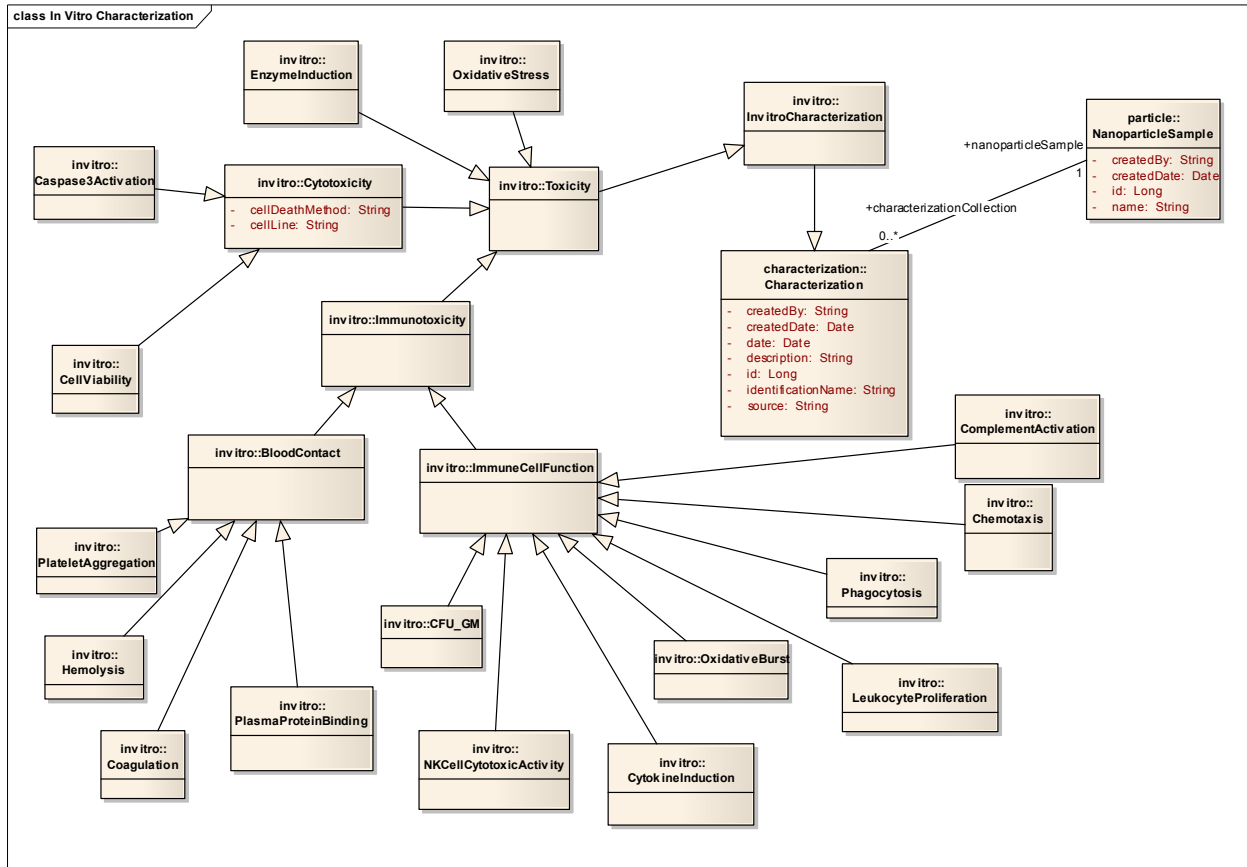 class In Vitro Characterization
invitro::
EnzymeInduction
invitro::
OxidativeStress
invitro::
InvitroCharacterization
particle::
NanoparticleSample
- createdBy: String
- createdDate: Date
- id: Long
- name: String
+nanoparticleSample
1
invitro::
Caspase3Activation
invitro::Cytotoxicity
- cellDeathMethod: String
- cellLine: String
invitro::Toxicity
+characterizationCollection
0..*
characterization::
Characterization
- createdBy: String
- createdDate: Date
- date: Date
- description: String
- id: Long
- identificationName: String
- source: String
invitro::Immunotoxicity
invitro::
CellViability
invitro::BloodContact
invitro::ImmuneCellFunction
invitro::
ComplementActivation
invitro::
Chemotaxis
invitro::
PlateletAggregation
invitro::
Phagocytosis
invitro::CFU_GM
invitro::
Hemolysis
invitro::OxidativeBurst
invitro::
LeukocyteProliferation
invitro::
PlasmaProteinBinding
invitro::
Coagulation
invitro::
NKCellCytotoxicActivity
invitro::
CytokineInduction